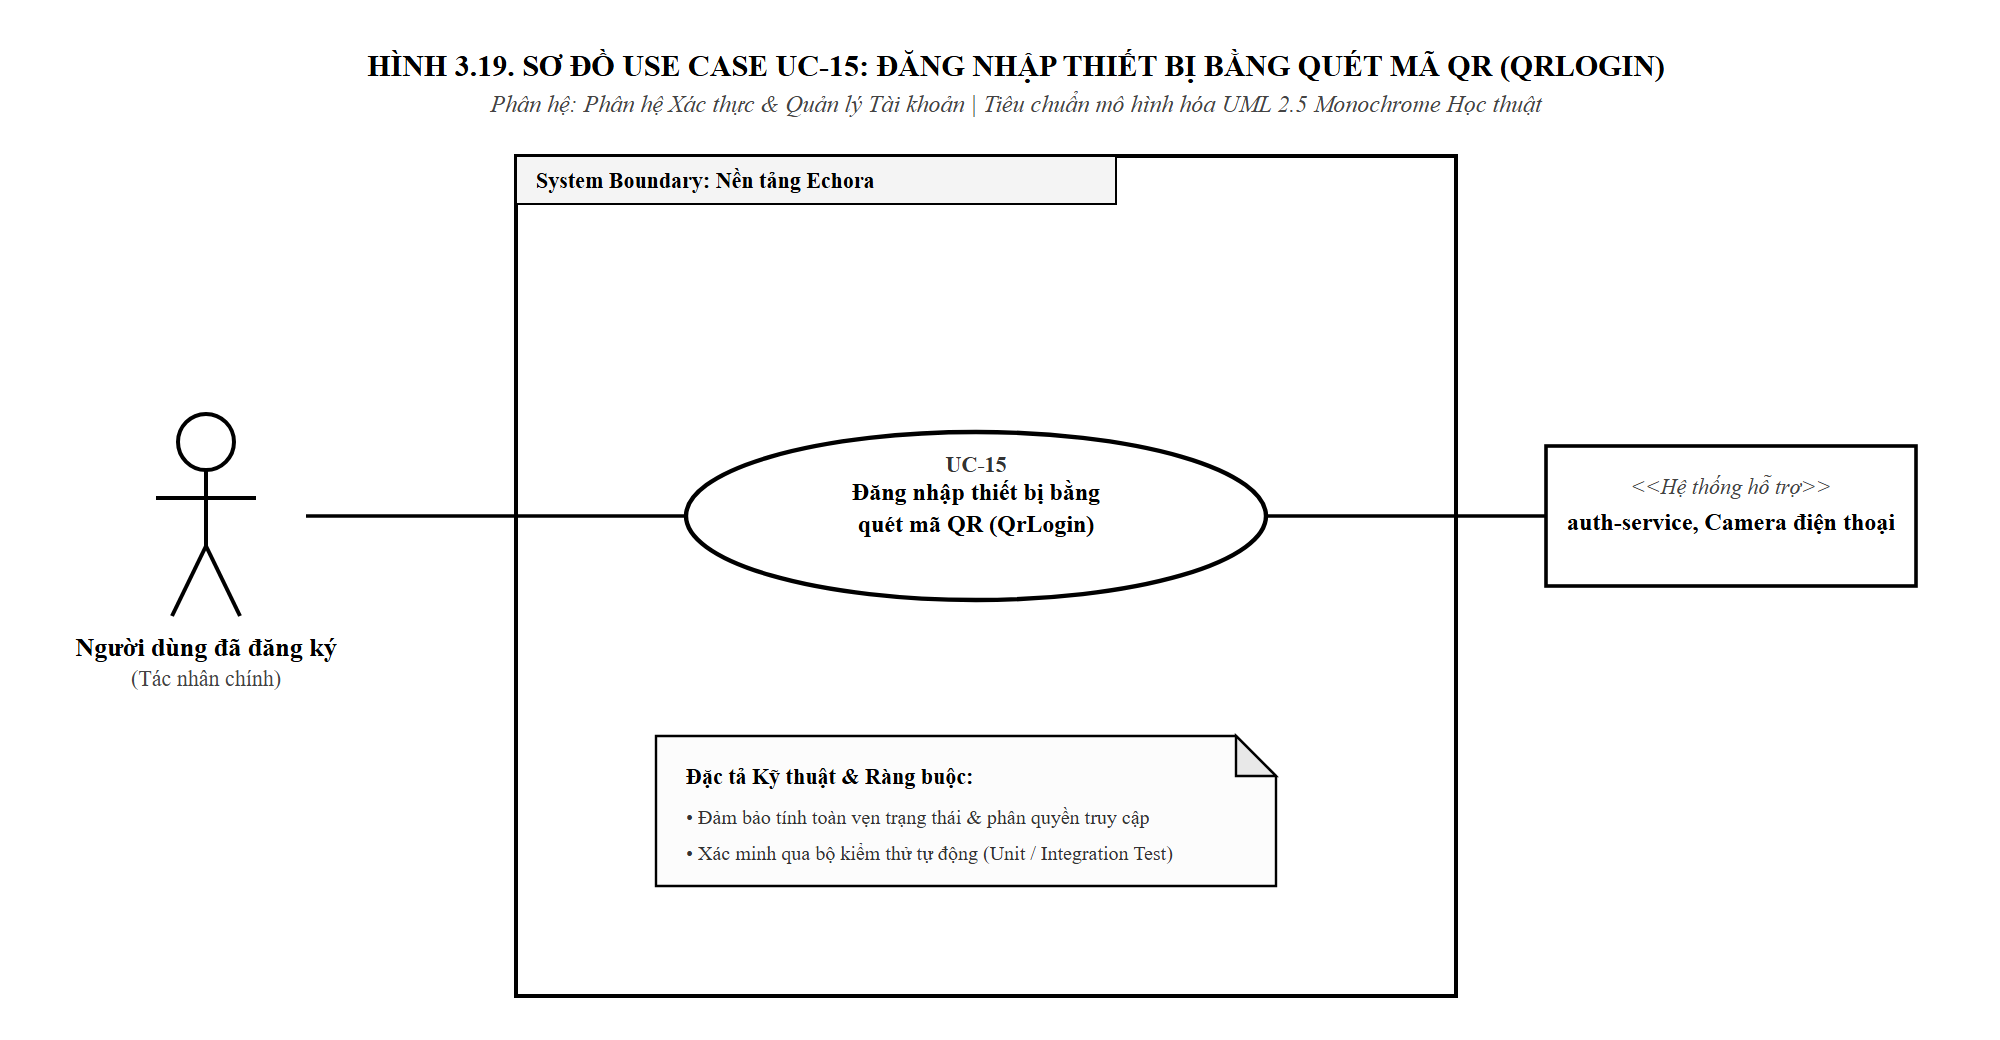 HÌNH 3.19. SƠ ĐỒ USE CASE UC-15: ĐĂNG NHẬP THIẾT BỊ BẰNG QUÉT MÃ QR (QRLOGIN)
Phân hệ: Phân hệ Xác thực & Quản lý Tài khoản | Tiêu chuẩn mô hình hóa UML 2.5 Monochrome Học thuật
System Boundary: Nền tảng Echora
UC-15
Đăng nhập thiết bị bằng
quét mã QR (QrLogin)
<<Hệ thống hỗ trợ>>
auth-service, Camera điện thoại
Người dùng đã đăng ký
(Tác nhân chính)
Đặc tả Kỹ thuật & Ràng buộc:
• Đảm bảo tính toàn vẹn trạng thái & phân quyền truy cập
• Xác minh qua bộ kiểm thử tự động (Unit / Integration Test)